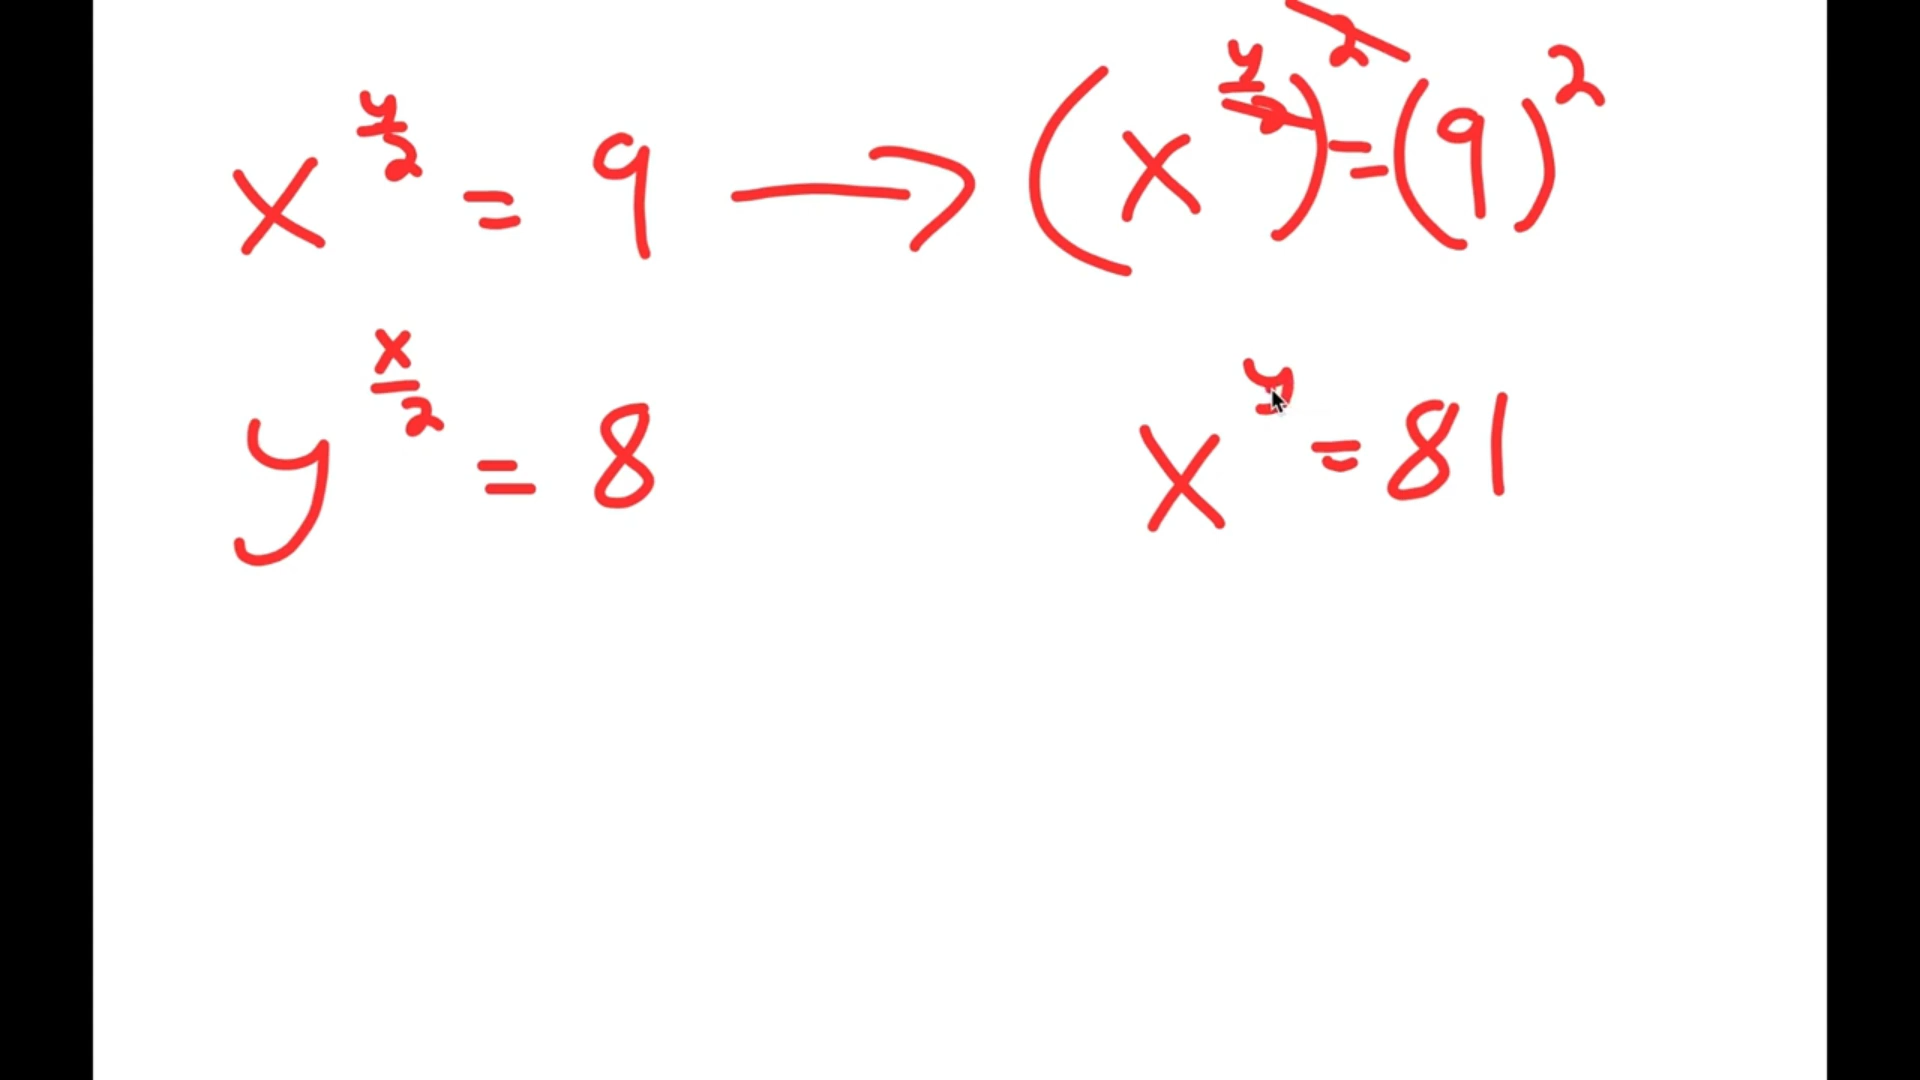 x^(y/2) = 9 → (x^(y/2))^2 = (9)^2
y^(x/2) = 8
x^y = 81